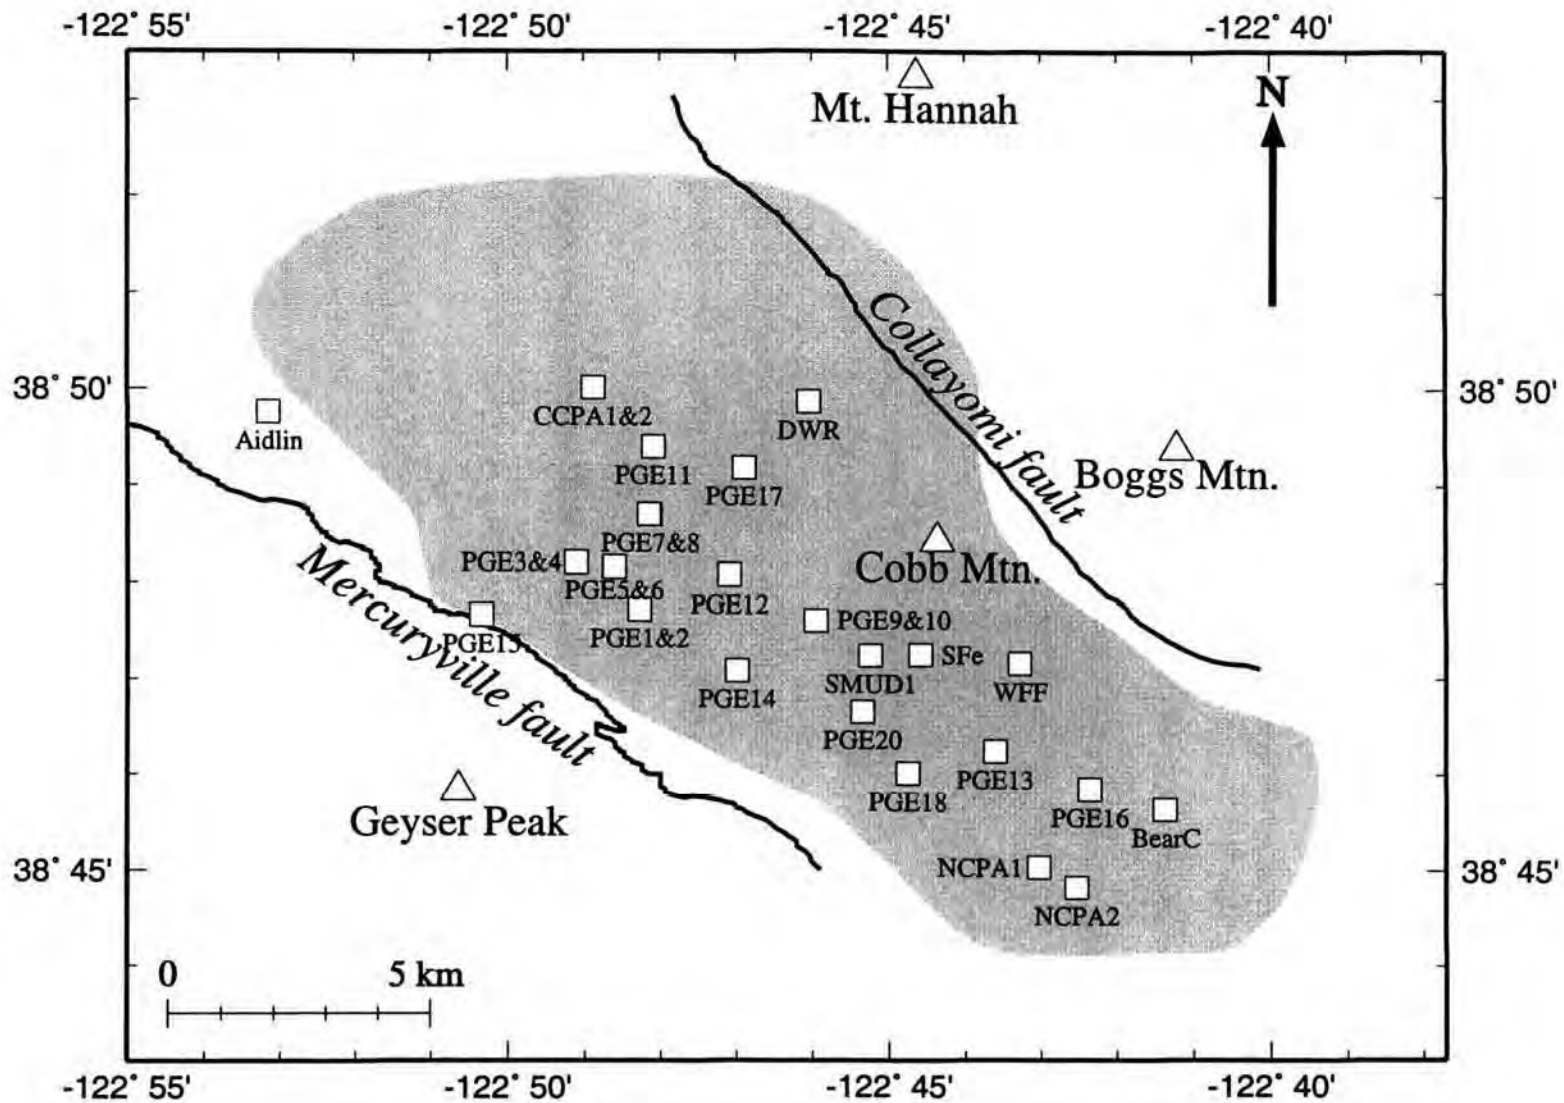 -122° 55' -122° 50' -122° 45' -122° 40'
Mt. Hannah
N
Collayomi fault
38° 50' 38° 50'
CCPA1&2
DWR
Aidlin
PGE11
PGE17
Boggs Mtn.
PGE7&8
PGE3&4
PGE5&6
Cobb Mtn.
PGE12
PGE1&2
PGE9&10
PGE15
Mercuryville fault
SFe
SMUD1
WFF
PGE14
PGE20
PGE13
PGE18
Geyser Peak
PGE16
BearC
38° 45' 38° 45'
NCPA1
NCPA2
0 5 km
-122° 55' -122° 50' -122° 45' -122° 40'